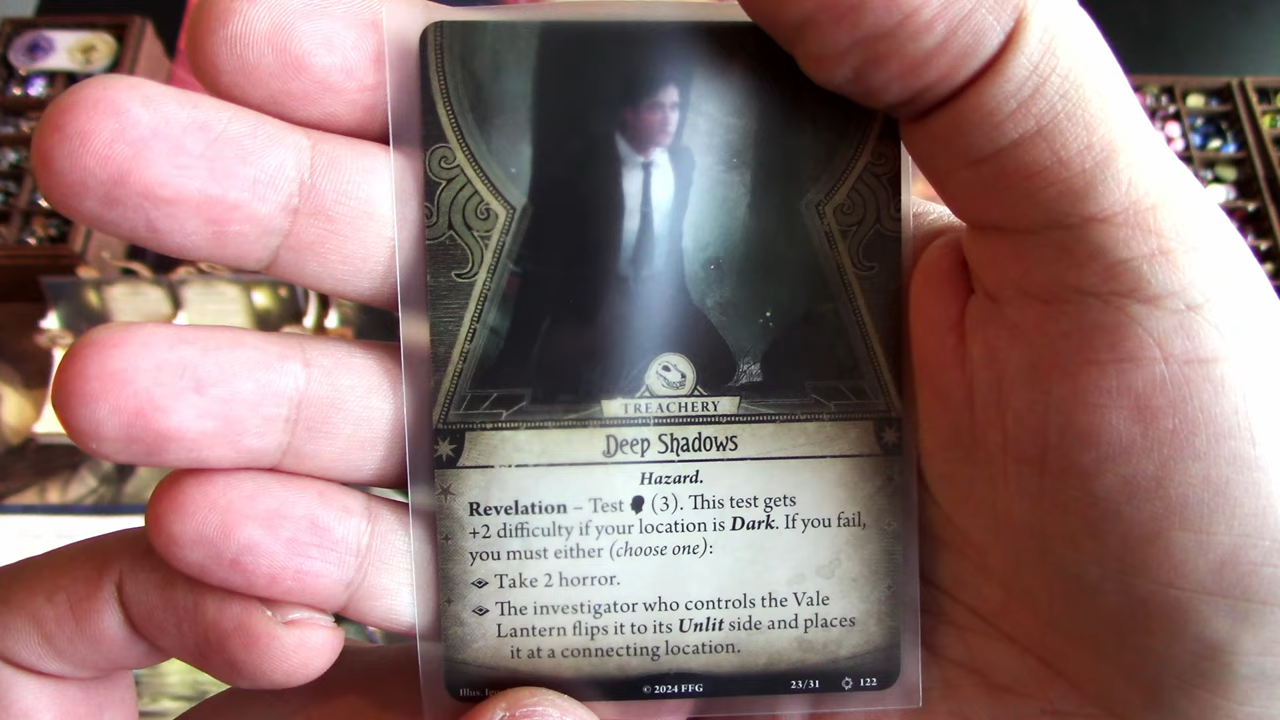 TREACHERY
Deep Shadows
Hazard.
Revelation – Test (3). This test gets
+2 difficulty if your location is Dark. If you fail,
you must either (choose one):
Take 2 horror.
The investigator who controls the Vale
Lantern flips it to its Unlit side and places
it at a connecting location.
Illus.
© 2024 FFG
23/31
122